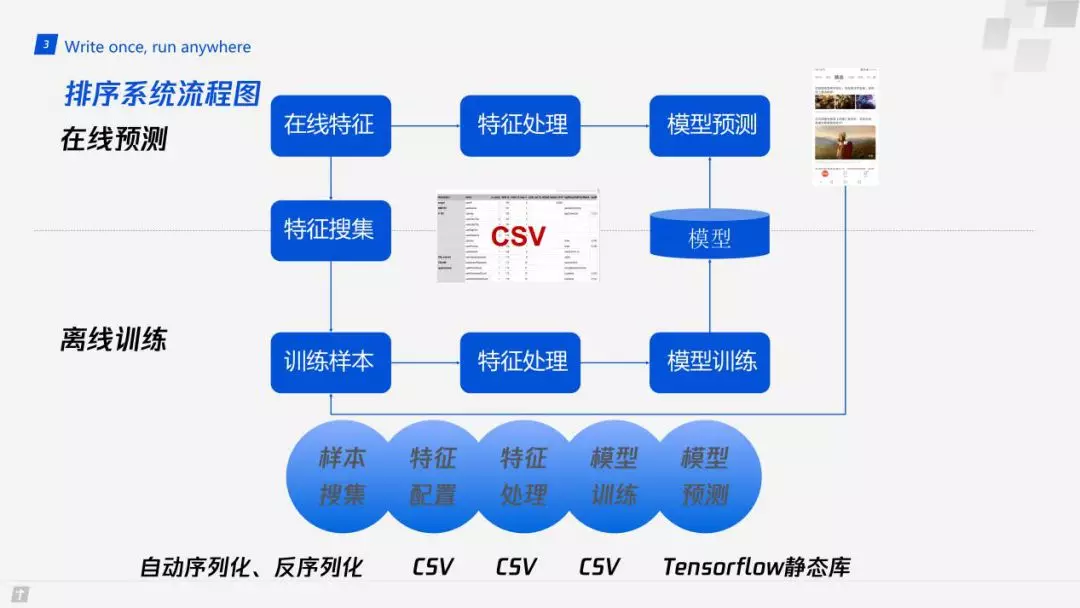 3
Write once, run anywhere
排序系统流程图
在线预测
在线特征
特征处理
模型预测
特征搜集
CSV
模型
离线训练
训练样本
特征处理
模型训练
样本
搜集
特征
配置
特征
处理
模型
训练
模型
预测
自动序列化、反序列化
CSV
CSV
CSV
Tensorflow静态库